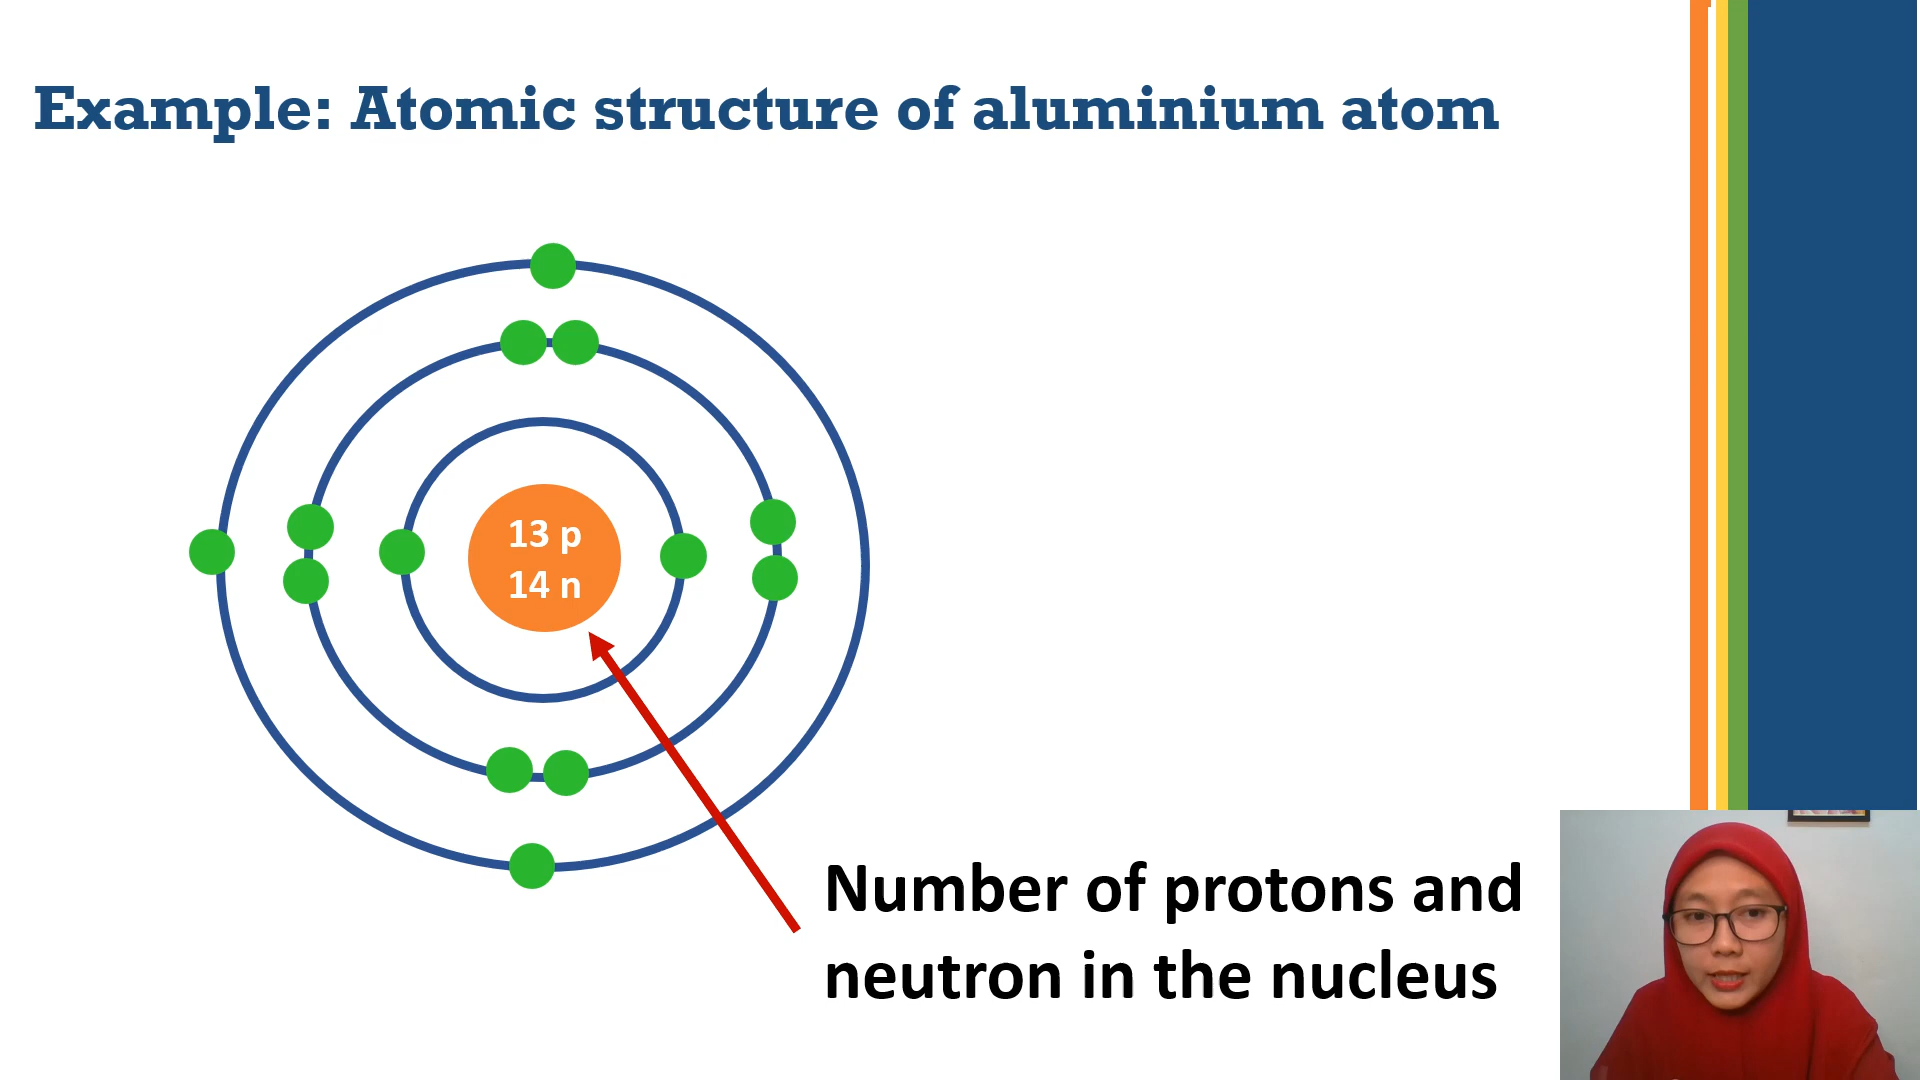 Example: Atomic structure of aluminium atom
13 p
14 n
Number of protons and
neutron in the nucleus